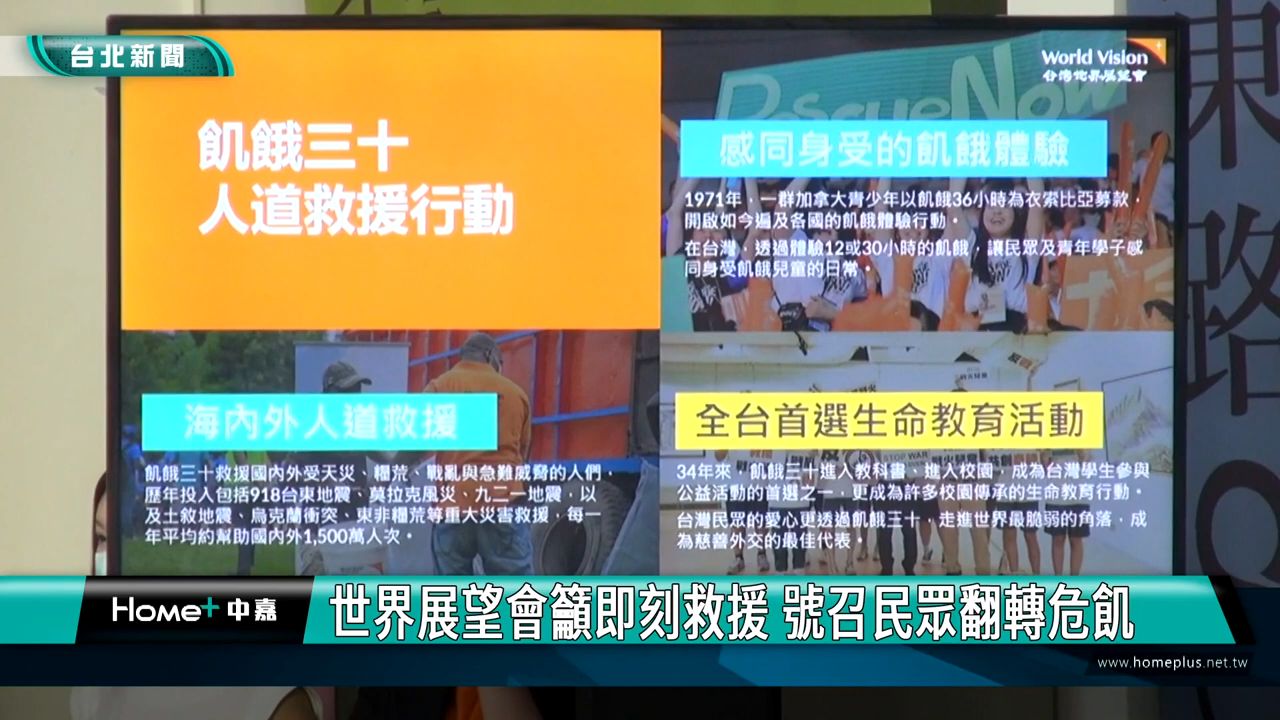 台北新聞
World Vision
台灣世界展望會
RescueNow
飢餓三十
人道救援行動
感同身受的飢餓體驗
1971年，一群加拿大青少年以飢餓36小時為衣索比亞募款，
開啟如今遍及各國的飢餓體驗行動。
在台灣，透過體驗12或30小時的飢餓，讓民眾及青年學子感
同身受飢餓兒童的日常。
海內外人道救援
飢餓三十救援國內外受天災、糧荒、戰亂與急難威脅的人們，
歷年投入包括918台東地震、莫拉克風災、九二一地震，以
及土敘地震、烏克蘭衝突、東非糧荒等重大災害救援，每一
年平均約幫助國內外1,500萬人次。
全台首選生命教育活動
STOP WAR
34年來，飢餓三十進入教科書、進入校園，成為台灣學生參與
公益活動的首選之一，更成為許多校園傳承的生命教育行動。
台灣民眾的愛心更透過飢餓三十，走進世界最脆弱的角落，成
為慈善外交的最佳代表。
東
路
Home+ 中嘉
世界展望會籲即刻救援 號召民眾翻轉危飢
www.homeplus.net.tw